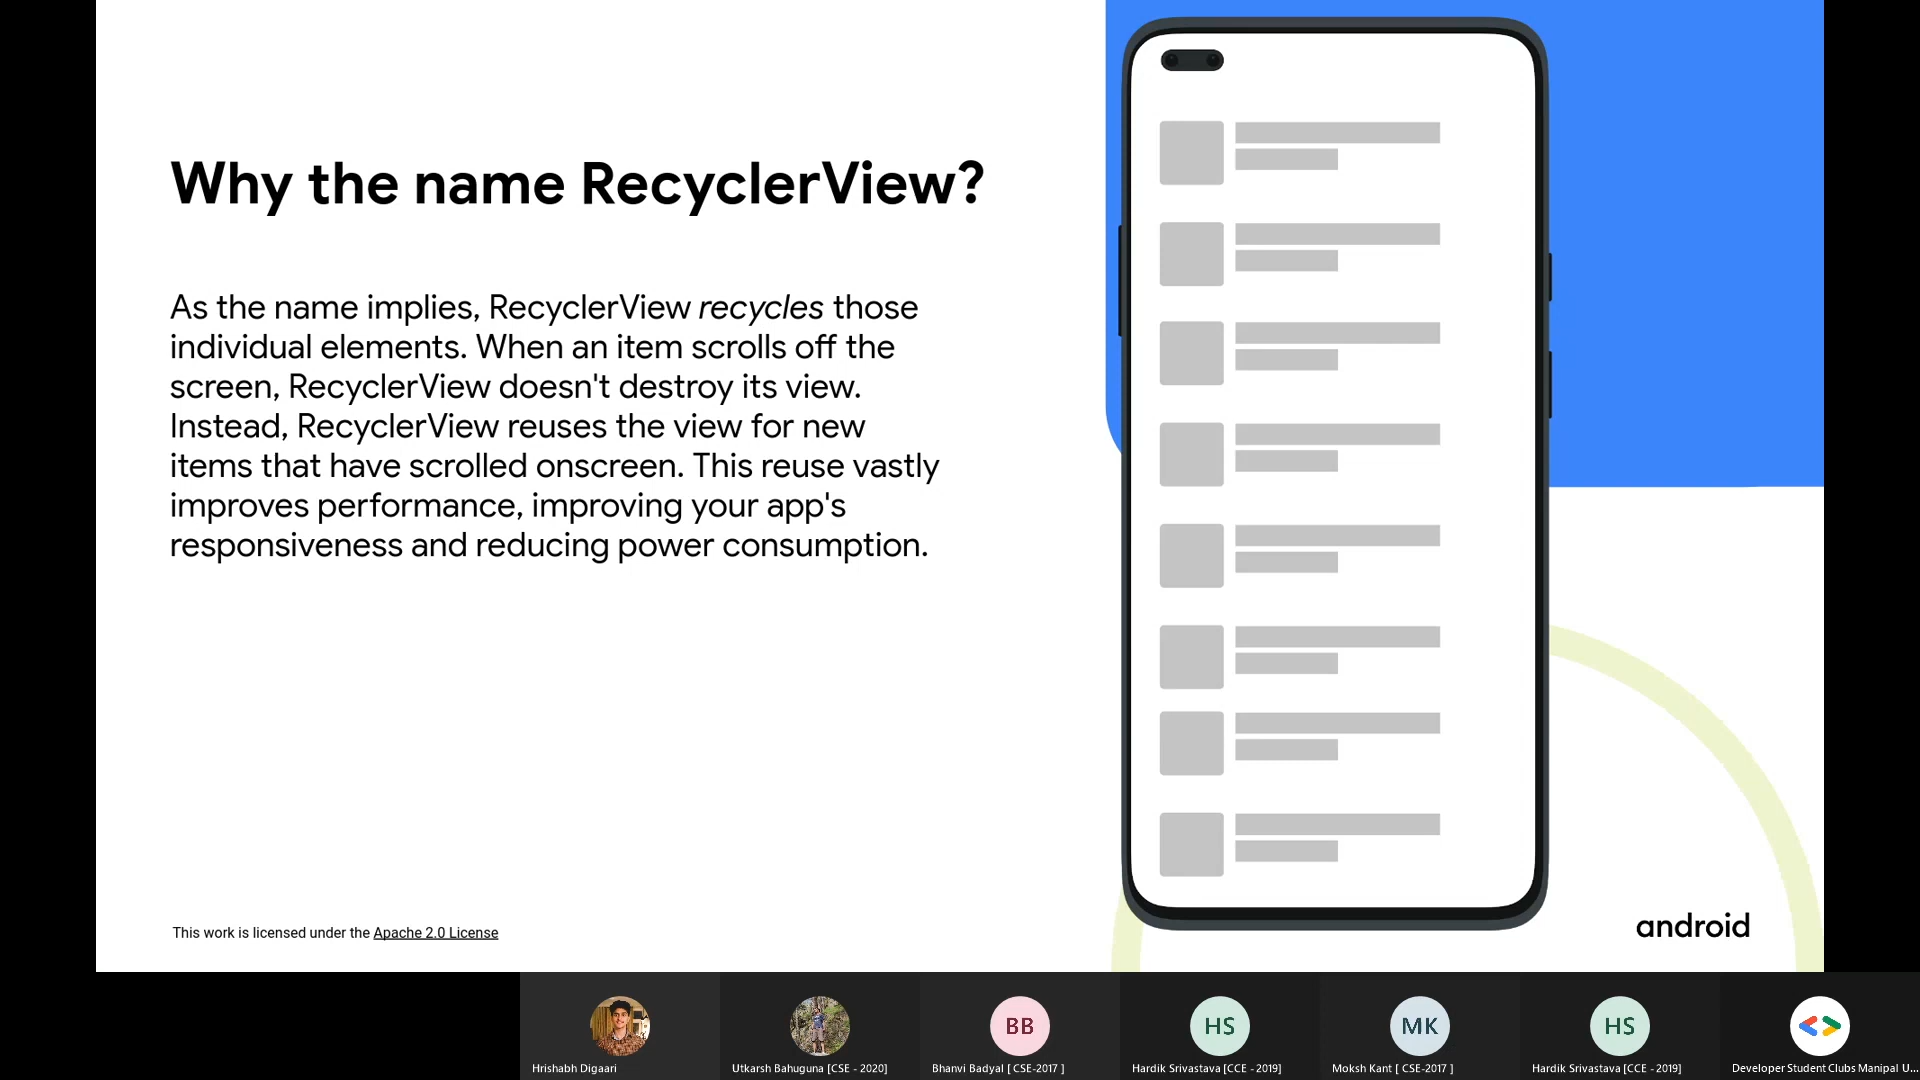 Why the name RecyclerView?
As the name implies, RecyclerView recycles those
individual elements. When an item scrolls off the
screen, RecyclerView doesn't destroy its view.
Instead, RecyclerView reuses the view for new
items that have scrolled onscreen. This reuse vastly
improves performance, improving your app's
responsiveness and reducing power consumption.
This work is licensed under the Apache 2.0 License
android
BB
HS
MK
HS
Hrishabh Digaari
Utkarsh Bahuguna [CSE - 2020]
Bhanvi Badyal [ CSE-2017 ]
Hardik Srivastava [CCE - 2019]
Moksh Kant [ CSE-2017 ]
Hardik Srivastava [CCE - 2019]
Developer Student Clubs Manipal U...